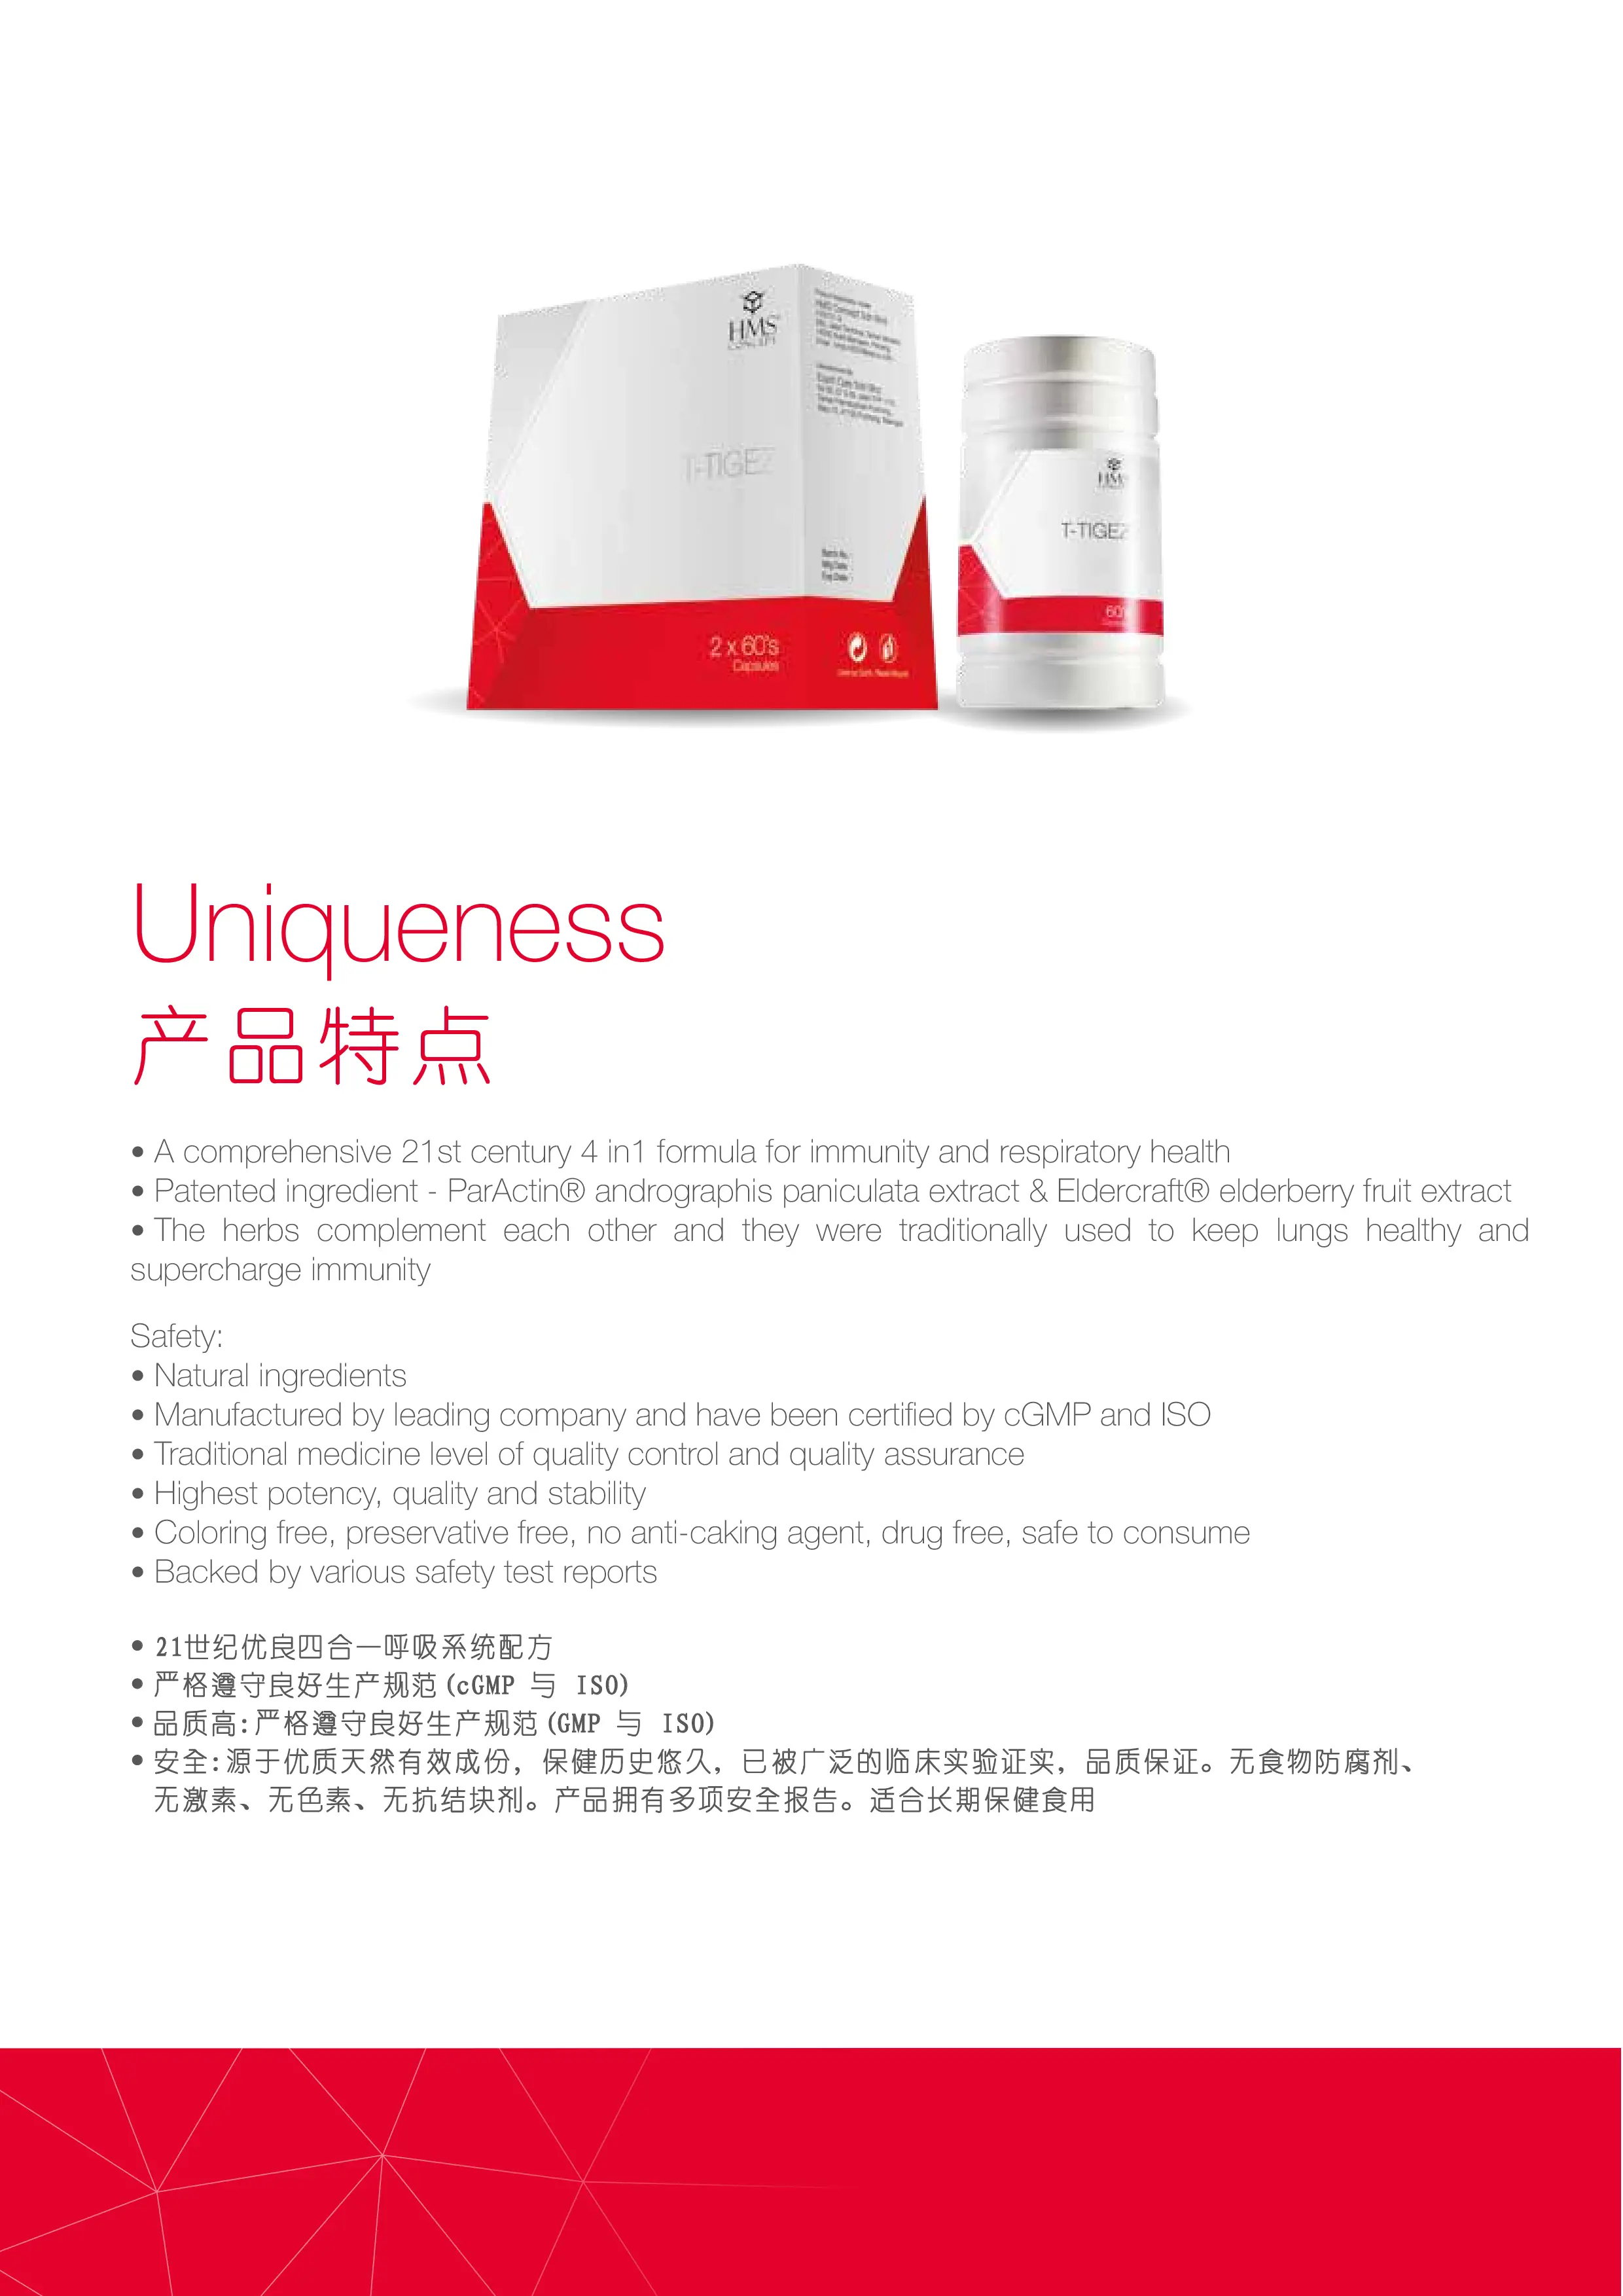 HMS
CONCEPT
T-TIGEZ
2 x 60's
Capsules
Batch No.
Mfg Date
Exp Date
HMS
T-TIGEZ
Uniqueness
产品特点
• A comprehensive 21st century 4 in1 formula for immunity and respiratory health
• Patented ingredient - ParActin® andrographis paniculata extract & Eldercraft® elderberry fruit extract
• The herbs complement each other and they were traditionally used to keep lungs healthy and
supercharge immunity
Safety:
• Natural ingredients
• Manufactured by leading company and have been certified by cGMP and ISO
• Traditional medicine level of quality control and quality assurance
• Highest potency, quality and stability
• Coloring free, preservative free, no anti-caking agent, drug free, safe to consume
• Backed by various safety test reports
• 21世纪优良四合一呼吸系统配方
• 严格遵守良好生产规范(cGMP 与 ISO)
• 品质高:严格遵守良好生产规范(GMP 与 ISO)
• 安全:源于优质天然有效成份，保健历史悠久，已被广泛的临床实验证实，品质保证。无食物防腐剂、
无激素、无色素、无抗结块剂。产品拥有多项安全报告。适合长期保健食用